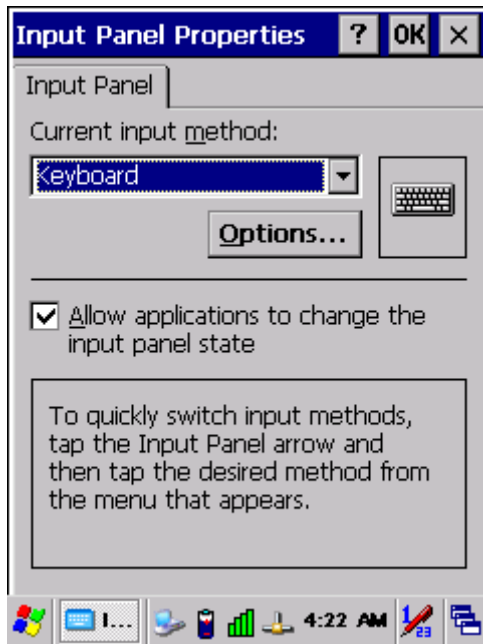 Input Panel Properties ? OK ×
Input Panel
Current input method:
Keyboard
Options...
Allow applications to change the
input panel state
To quickly switch input methods,
tap the Input Panel arrow and
then tap the desired method from
the menu that appears.
I... 4:22 AM 1/23